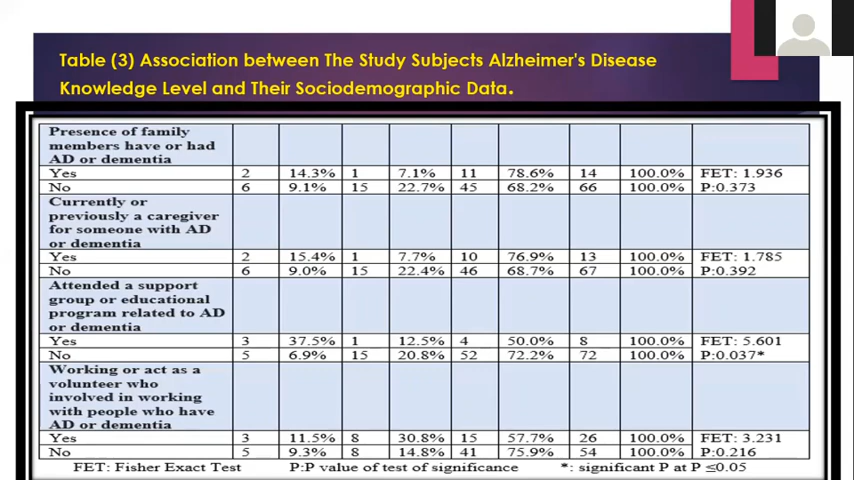 Table (3) Association between The Study Subjects Alzheimer's Disease
Knowledge Level and Their Sociodemographic Data.
Presence of family
members have or had
AD or dementia
Yes 2 14.3% 1 7.1% 11 78.6% 14 100.0% FET: 1.936
No 6 9.1% 15 22.7% 45 68.2% 66 100.0% P:0.373
Currently or
previously a caregiver
for someone with AD
or dementia
Yes 2 15.4% 1 7.7% 10 76.9% 13 100.0% FET: 1.785
No 6 9.0% 15 22.4% 46 68.7% 67 100.0% P:0.392
Attended a support
group or educational
program related to AD
or dementia
Yes 3 37.5% 1 12.5% 4 50.0% 8 100.0% FET: 5.601
No 5 6.9% 15 20.8% 52 72.2% 72 100.0% P:0.037*
Working or act as a
volunteer who
involved in working
with people who have
AD or dementia
Yes 3 11.5% 8 30.8% 15 57.7% 26 100.0% FET: 3.231
No 5 9.3% 8 14.8% 41 75.9% 54 100.0% P:0.216
FET: Fisher Exact Test P:P value of test of significance *: significant P at P ≤0.05